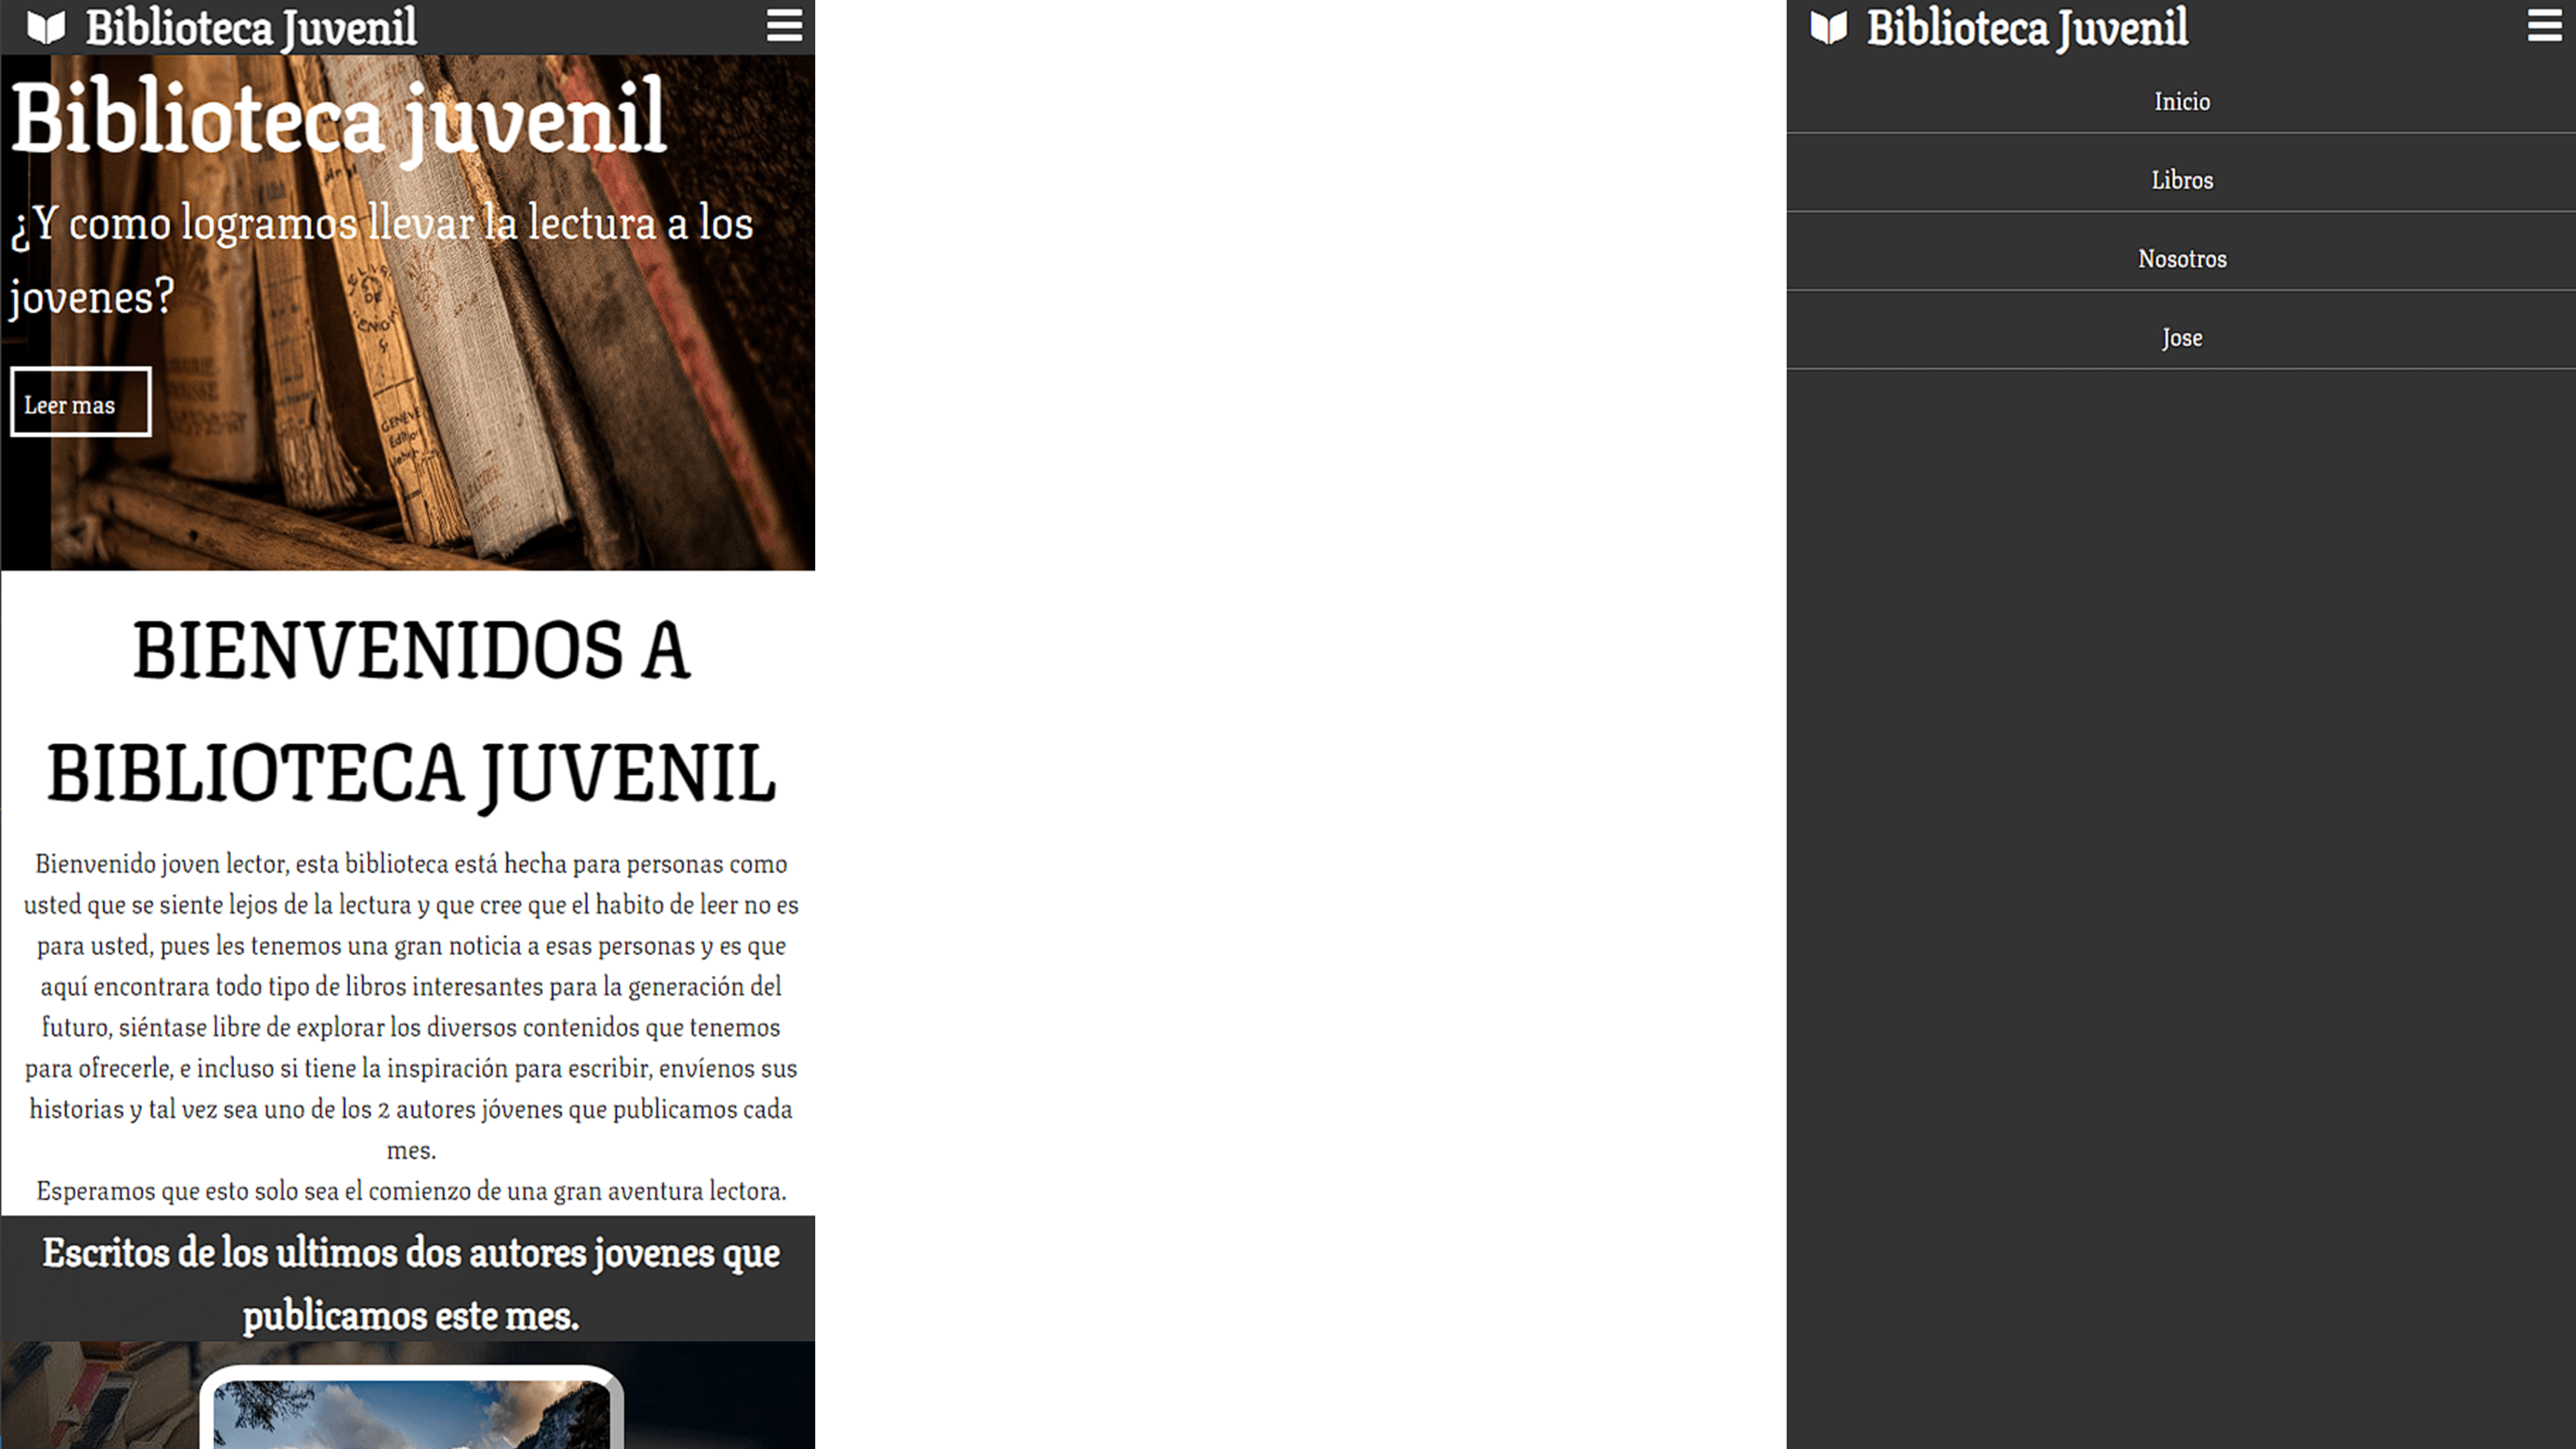 Biblioteca Juvenil
Biblioteca juvenil
¿Y como logramos llevar la lectura a los
jovenes?
Leer mas
BIENVENIDOS A
BIBLIOTECA JUVENIL
Bienvenido joven lector, esta biblioteca está hecha para personas como
usted que se siente lejos de la lectura y que cree que el habito de leer no es
para usted, pues les tenemos una gran noticia a esas personas y es que
aquí encontrara todo tipo de libros interesantes para la generación del
futuro, siéntase libre de explorar los diversos contenidos que tenemos
para ofrecerle, e incluso si tiene la inspiración para escribir, envíenos sus
historias y tal vez sea uno de los 2 autores jóvenes que publicamos cada
mes.
Esperamos que esto solo sea el comienzo de una gran aventura lectora.
Escritos de los ultimos dos autores jovenes que
publicamos este mes.
Biblioteca Juvenil
Inicio
Libros
Nosotros
Jose